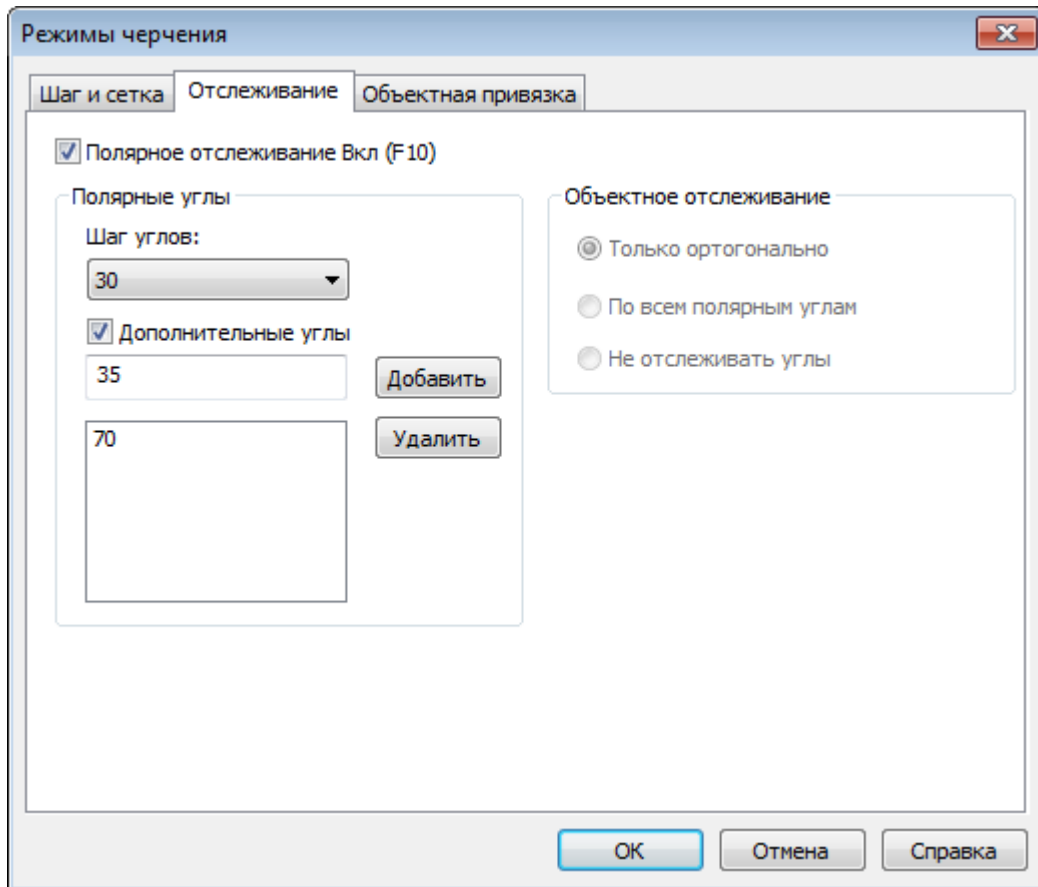 Режимы черчения
Шаг и сетка Отслеживание Объектная привязка
Полярное отслеживание Вкл (F10)
Полярные углы
Шаг углов:
30
Дополнительные углы
35 Добавить
70 Удалить
Объектное отслеживание
Только ортогонально
По всем полярным углам
Не отслеживать углы
ОК Отмена Справка